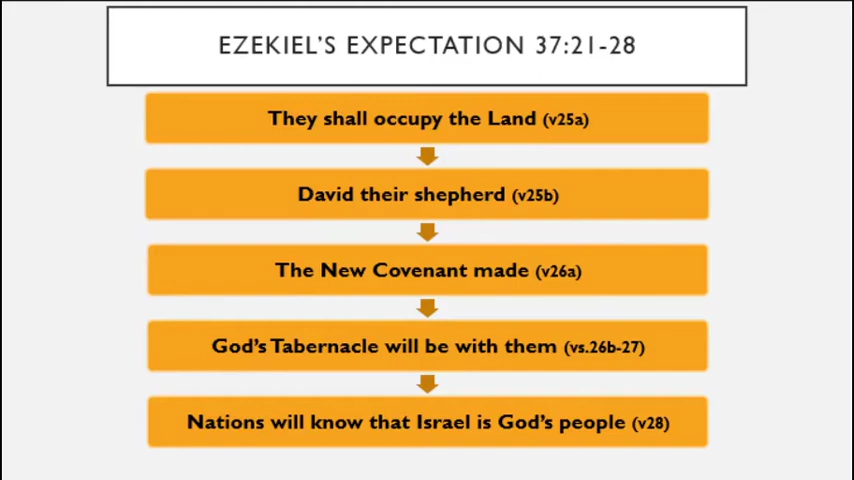 EZEKIEL'S EXPECTATION 37:21-28
They shall occupy the Land (v25a)
David their shepherd (v25b)
The New Covenant made (v26a)
God's Tabernacle will be with them (vs.26b-27)
Nations will know that Israel is God's people (v28)